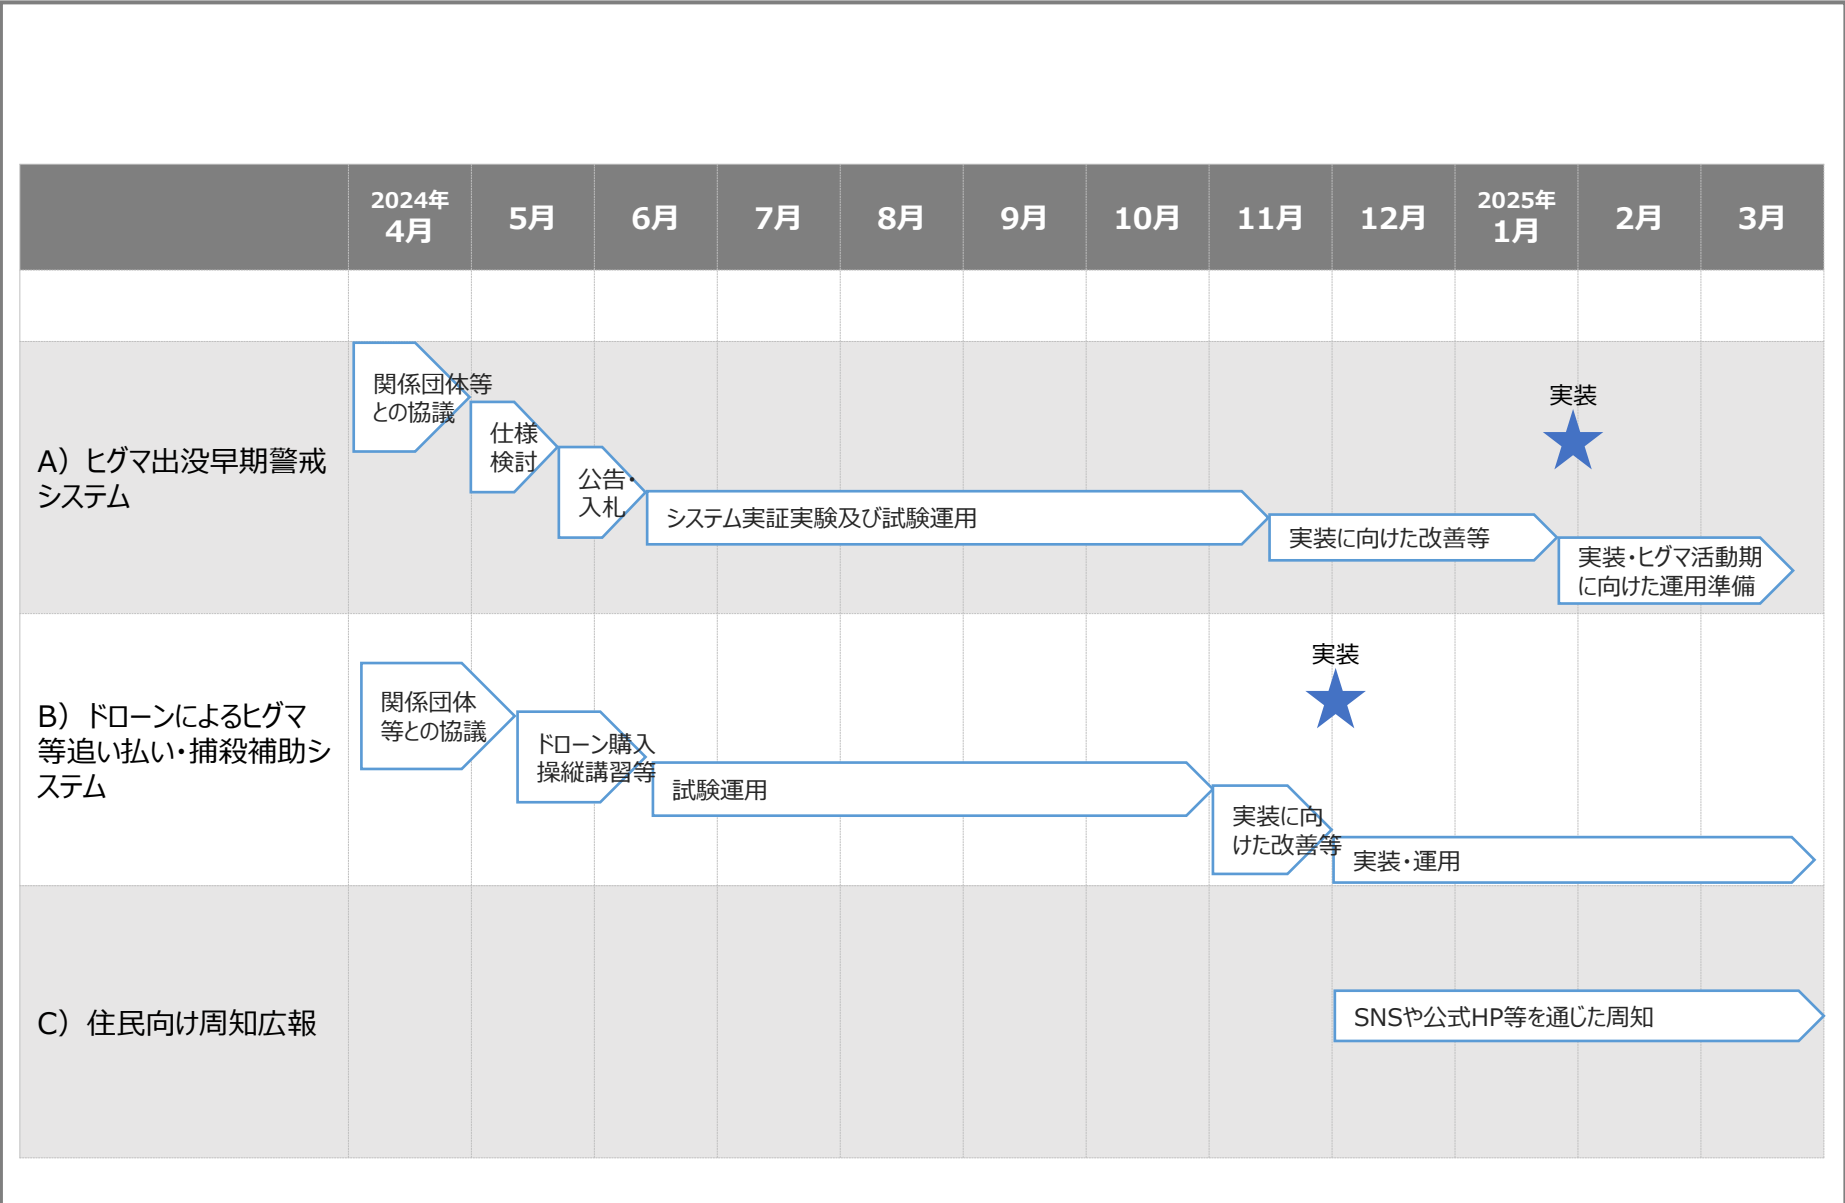 2024年
4月
5月
6月
7月
8月
9月
10月
11月
12月
2025年
1月
2月
3月
A）ヒグマ出没早期警戒
システム
関係団体等
との協議
仕様
検討
公告・
入札
システム実証実験及び試験運用
実装に向けた改善等
実装
実装・ヒグマ活動期
に向けた運用準備
B）ドローンによるヒグマ
等追い払い・捕殺補助シ
ステム
関係団体
等との協議
ドローン購入
操縦講習等
試験運用
実装に向
けた改善等
実装
実装・運用
C）住民向け周知広報
SNSや公式HP等を通じた周知